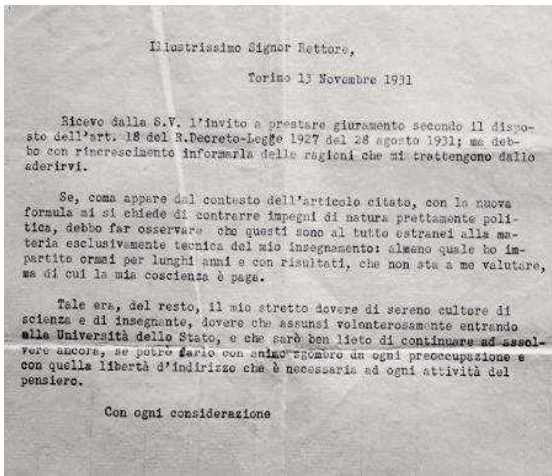 Illustrissimo Signor Rettore,
Torino 13 Novembre 1931
Ricevo dalla S.V. l'invito a prestare giuramento secondo il dispo-
sto dell'art. 18 del R.Decreto-Legge 1927 del 28 agosto 1931; ma deb-
bo con rincrescimento informarla delle ragioni che mi trattengono dallo
aderirvi.
Se, coma appare dal contesto dell'articolo citato, con la nuova
formula mi si chiede di contrarre impegni di natura prettamente poli-
tica, debbo far osservare che questi sono al tutto estranei alla ma-
teria esclusivamente tecnica del mio insegnamento: almeno quale ho im-
partito ormai per lunghi anni e con risultati, che non sta a me valutare,
ma di cui la mia coscienza è paga.
Tale era, del resto, il mio stretto dovere di sereno cultore di
scienza e di insegnante, dovere che assunsi volonterosamente entrando
alla Università dello Stato, e che sarò ben lieto di continuare ad assol-
vere ancora, se potrò farlo con animo sgombro da ogni preoccupazione e
con quella libertà d'indirizzo che è necessaria ad ogni attività del
pensiero.
Con ogni considerazione